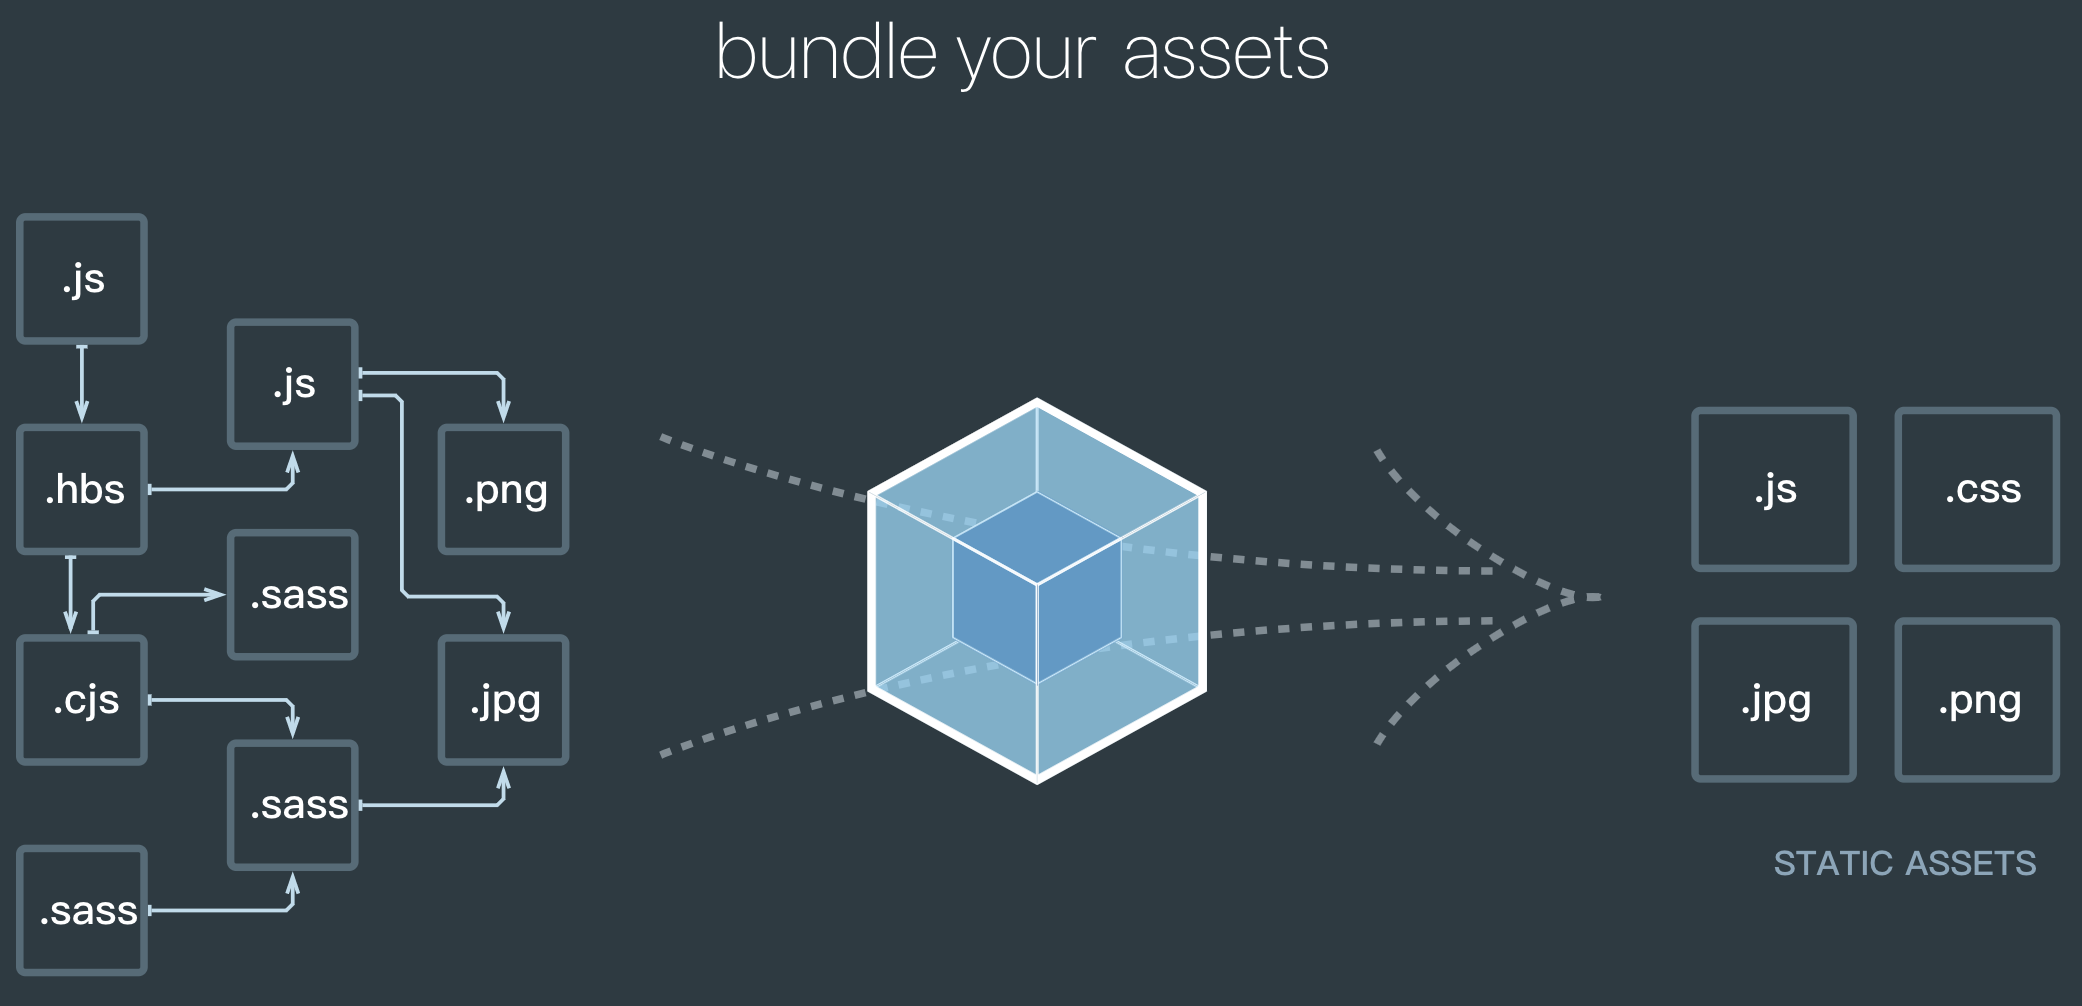 bundle your assets
.js
.js
.hbs
.png
.sass
.cjs
.jpg
.sass
.sass
.js
.css
.jpg
.png
STATIC ASSETS